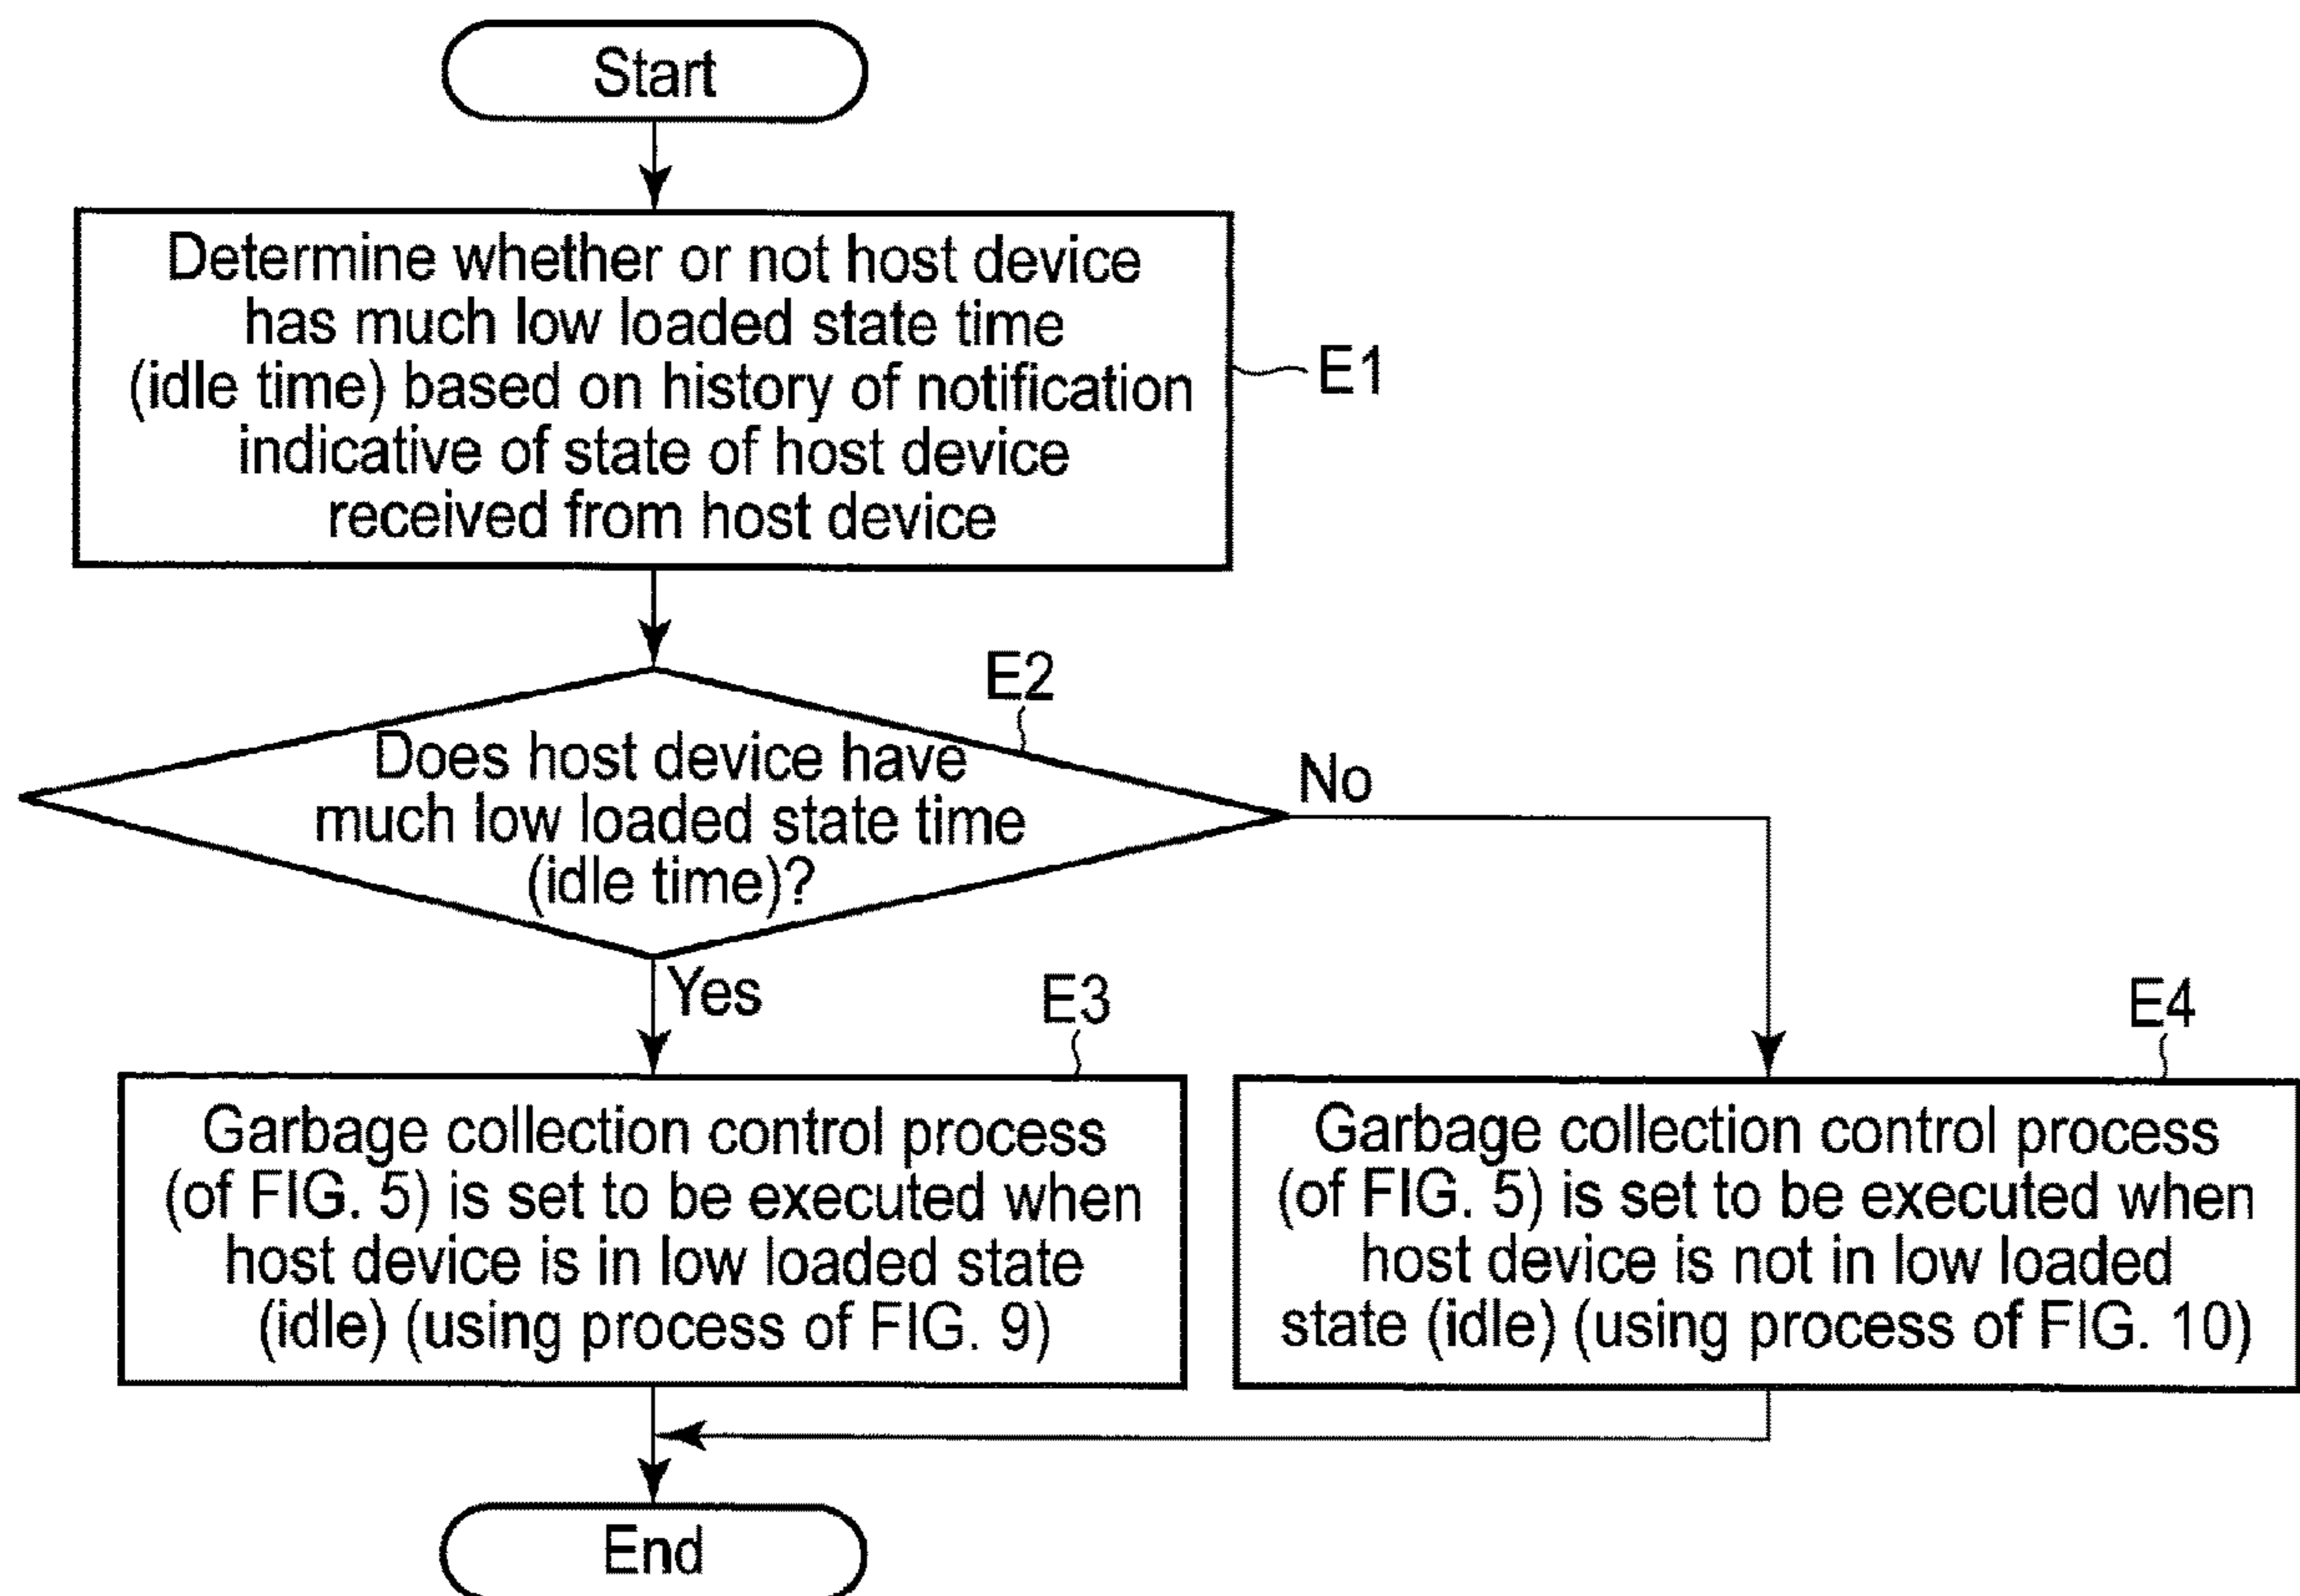 Start
Determine whether or not host device
has much low loaded state time
(idle time) based on history of notification
indicative of state of host device
received from host device
E1
E2
Does host device have
much low loaded state time
(idle time)?
No
Yes
E3
E4
Garbage collection control process
(of FIG. 5) is set to be executed when
host device is in low loaded state
(idle) (using process of FIG. 9)
Garbage collection control process
(of FIG. 5) is set to be executed when
host device is not in low loaded
state (idle) (using process of FIG. 10)
End